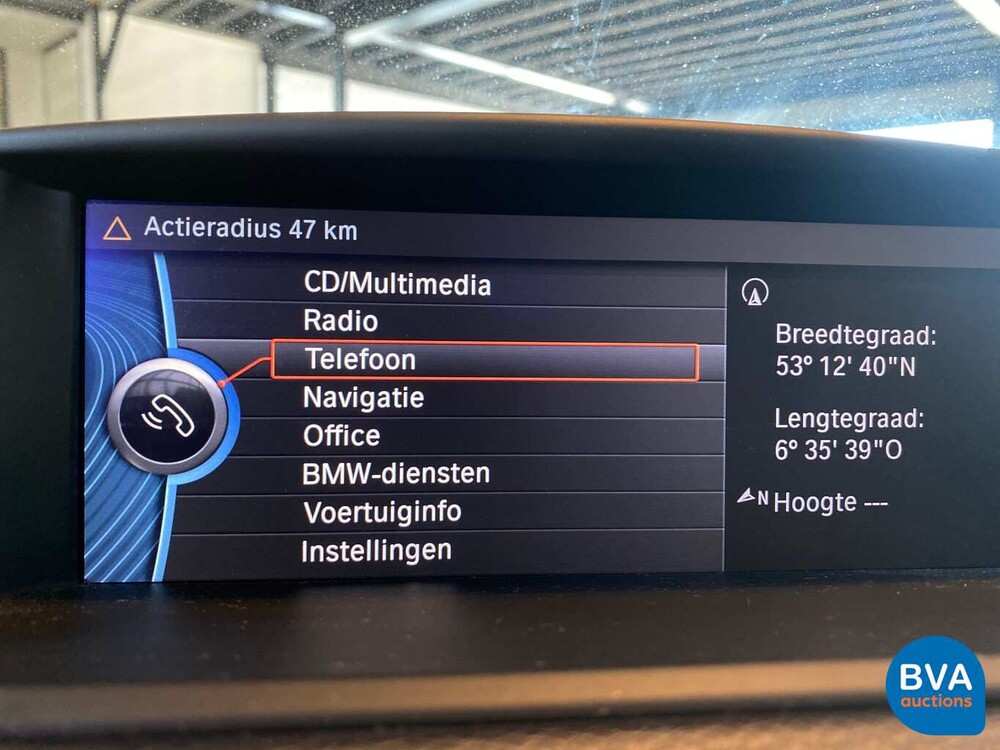 Actieradius 47 km
CD/Multimedia
Radio
Telefoon
Navigatie
Office
BMW-diensten
Voertuiginfo
Instellingen
Breedtegraad:
53° 12' 40"N
Lengtegraad:
6° 35' 39"O
N Hoogte ---
BVA
auctions